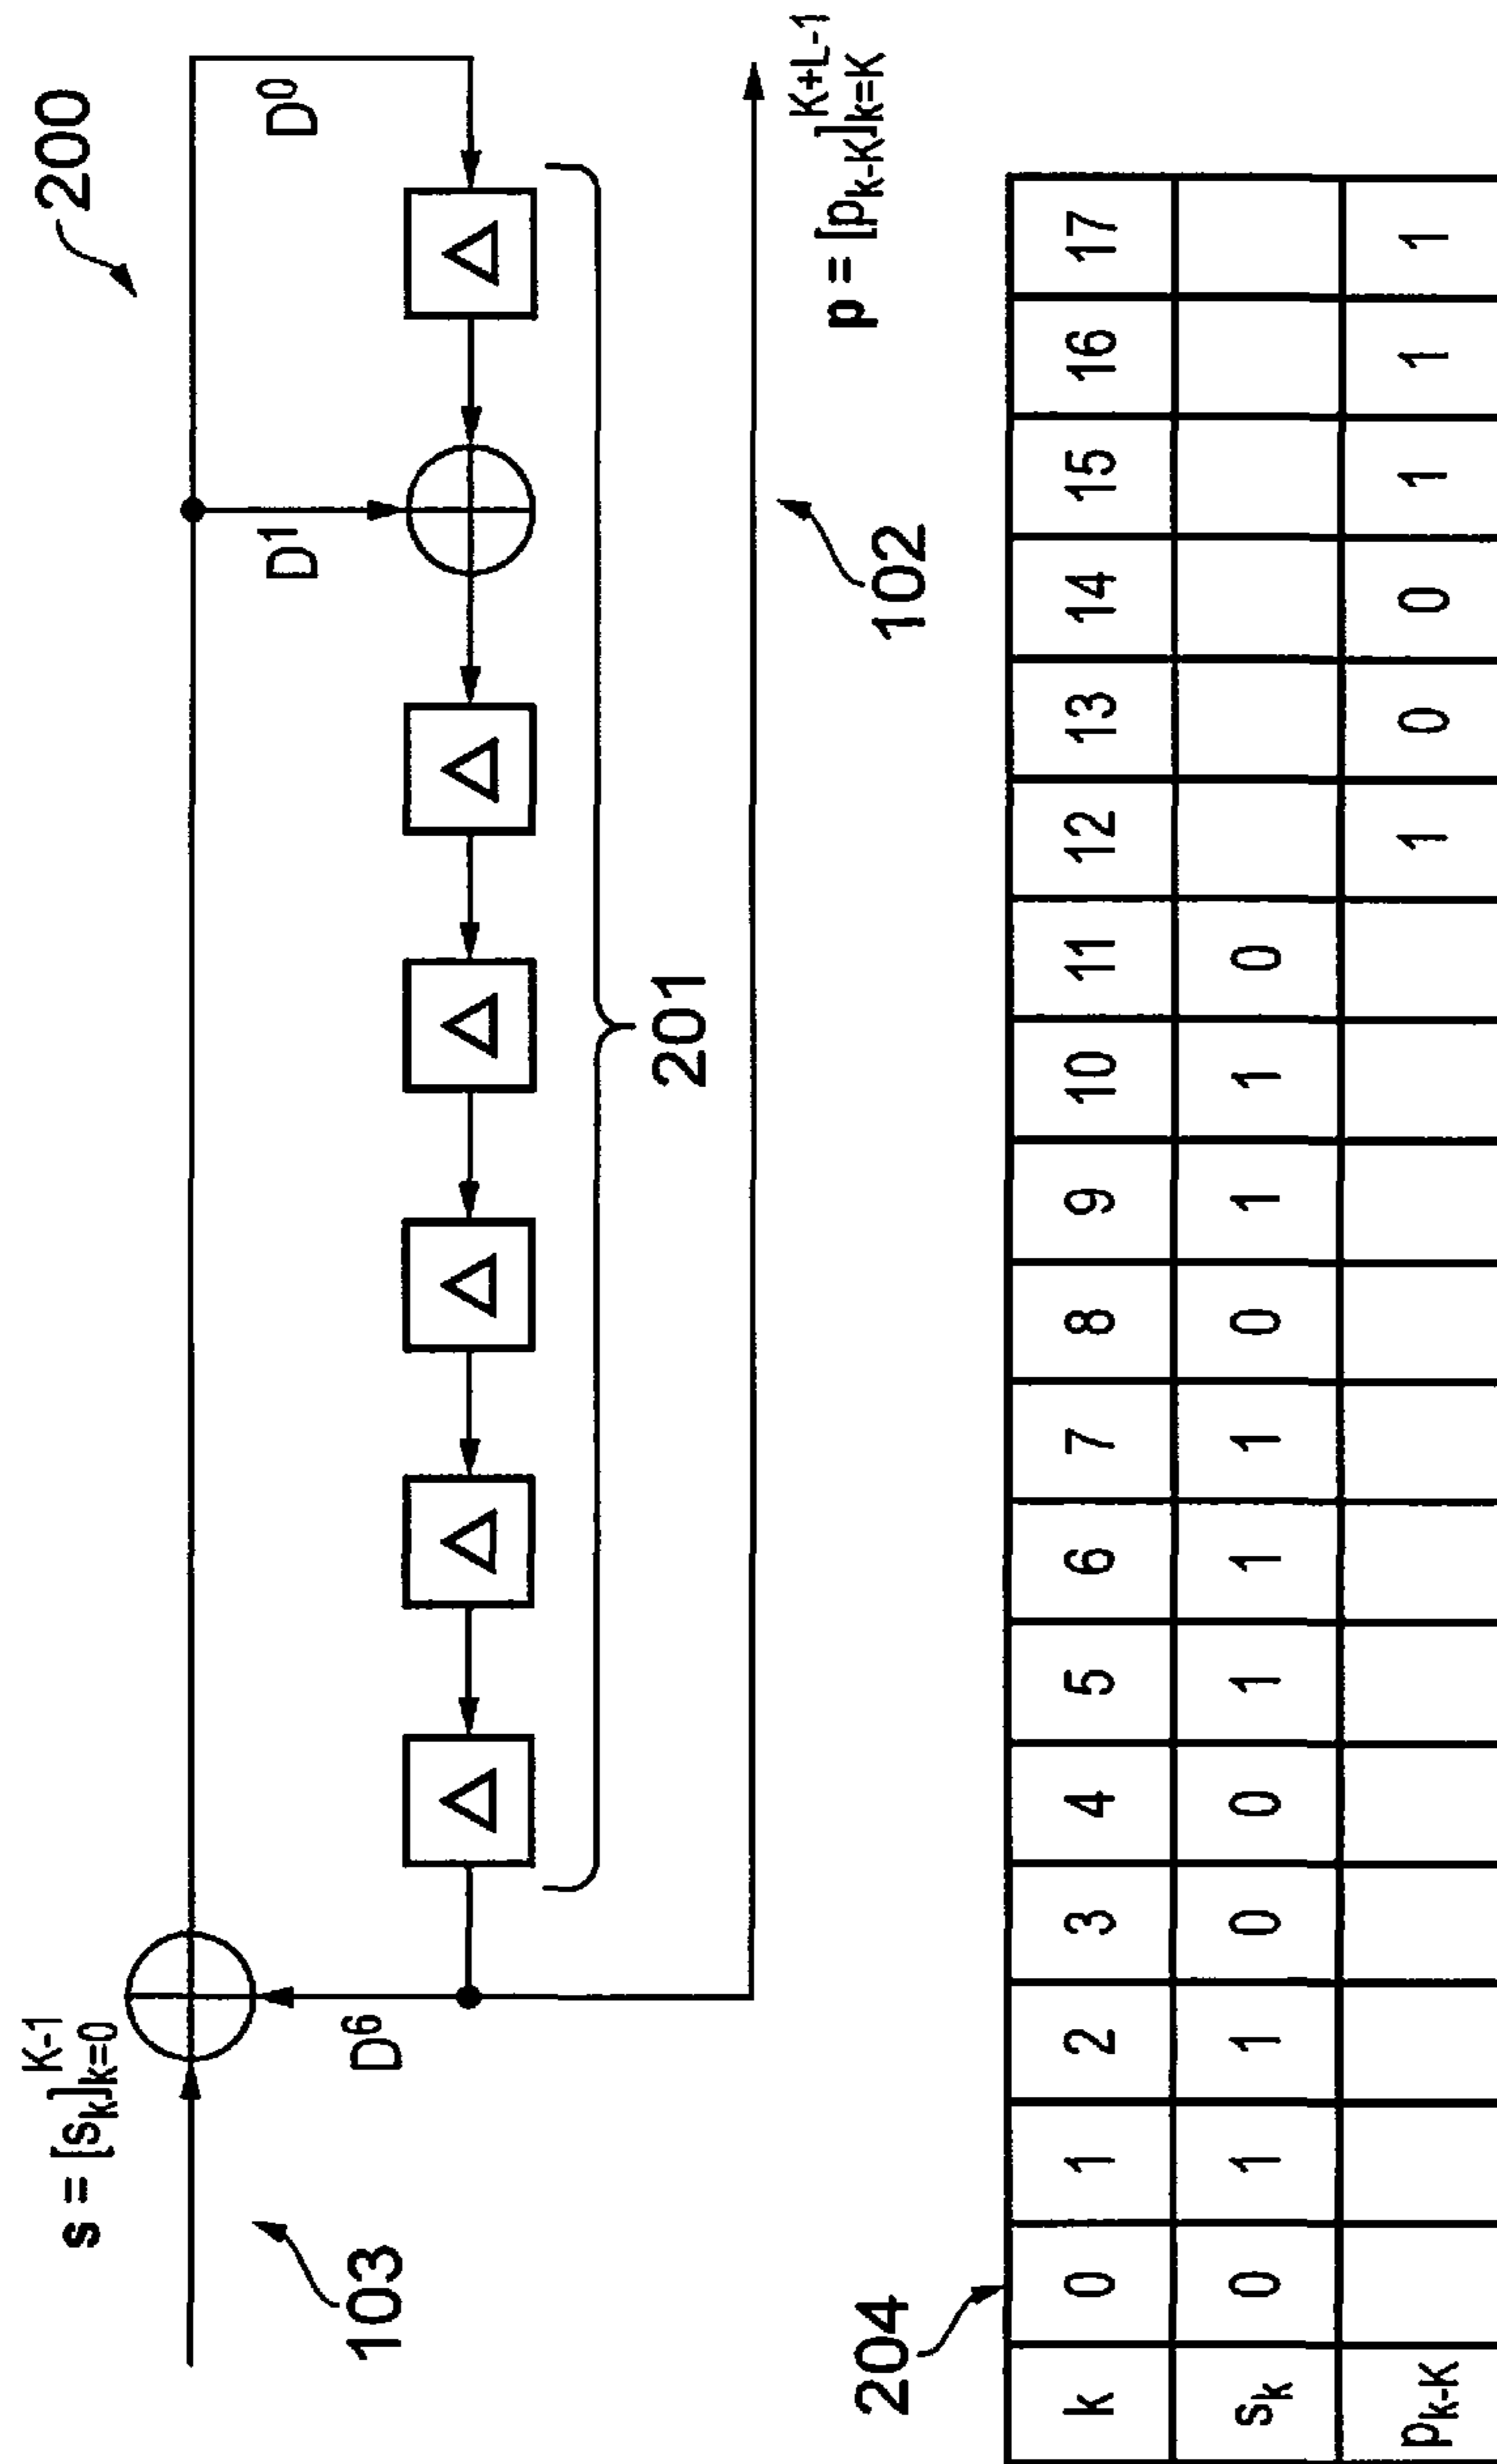 200
s = [s_k]_{k=0}^{K-1}
D^0
D^1
D^6
103
201
102
p = [p_{k-K}]_{k=K}^{K+L-1}
204
k 0 1 2 3 4 5 6 7 8 9 10 11 12 13 14 15 16 17
s_k 0 1 1 0 0 1 1 1 0 1 1 0
p_{k-K} 1 0 0 1 1 1